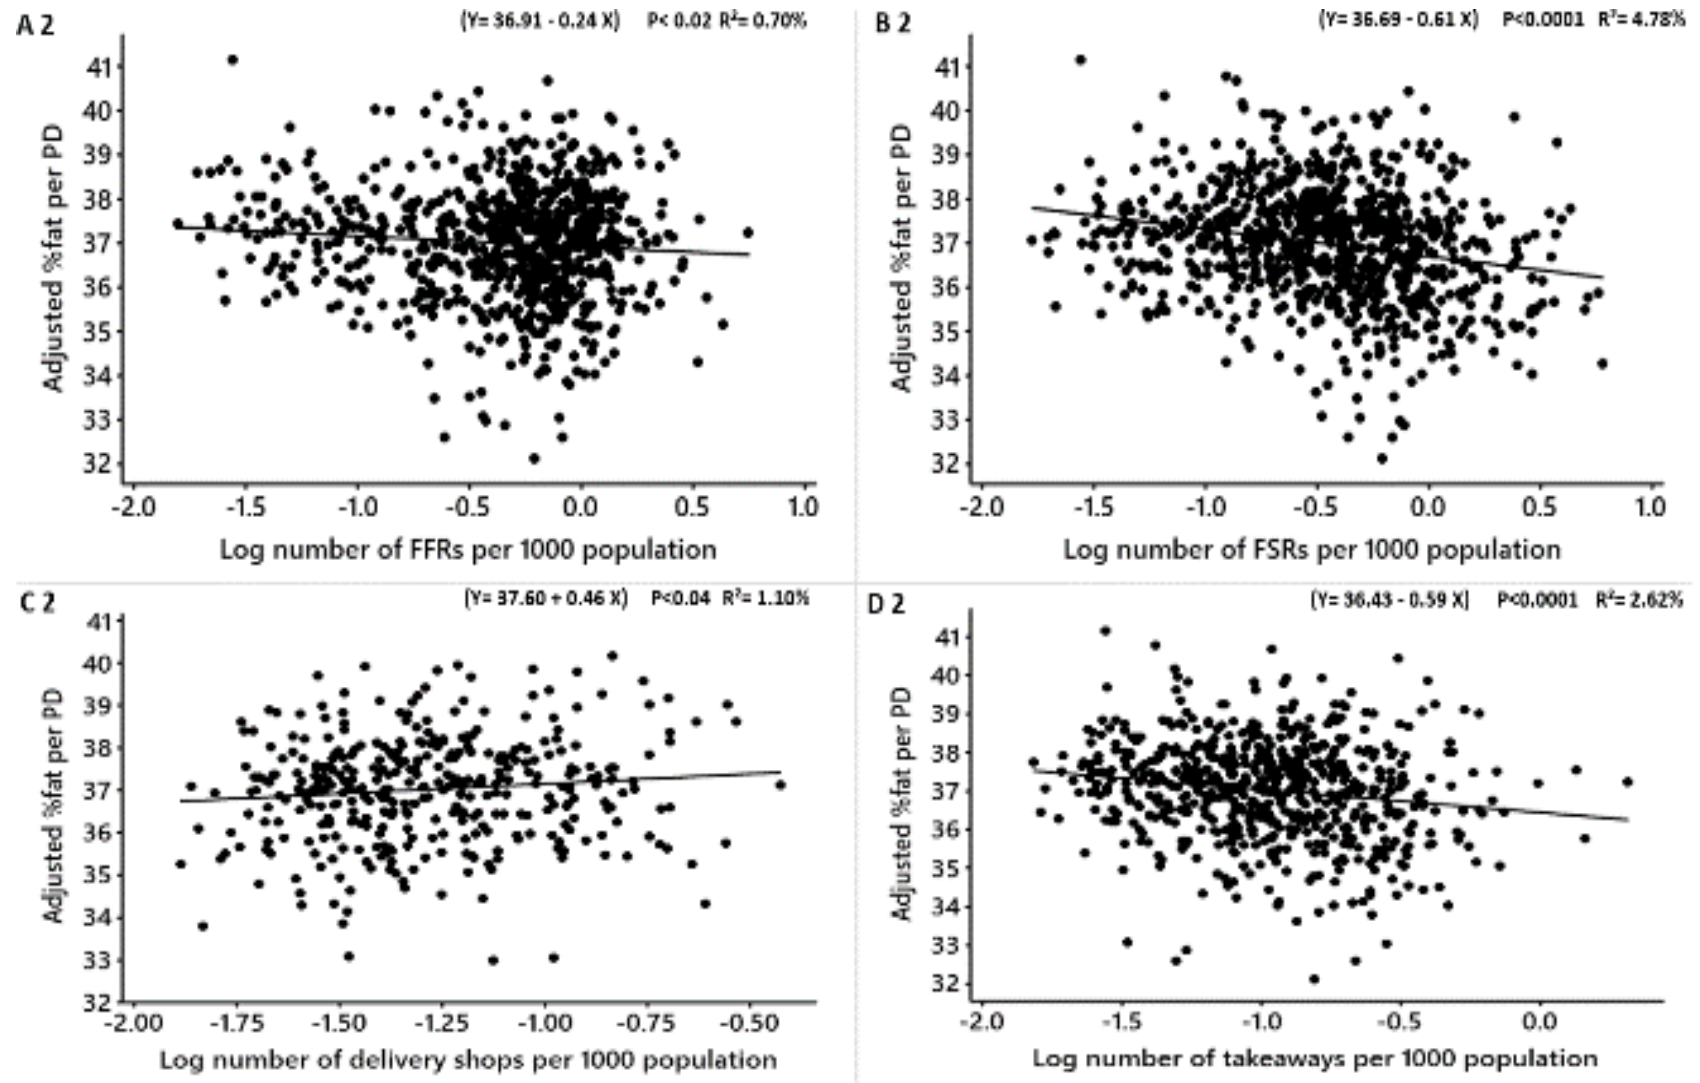 A 2
(Y= 36.91 - 0.24 X) P< 0.02 R²= 0.70%
41
40
39
38
37
36
35
34
33
32
Adjusted %fat per PD
-2.0 -1.5 -1.0 -0.5 0.0 0.5 1.0
Log number of FFRs per 1000 population
B 2
(Y= 36.69 - 0.61 X) P<0.0001 R²= 4.78%
41
40
39
38
37
36
35
34
33
32
Adjusted %fat per PD
-2.0 -1.5 -1.0 -0.5 0.0 0.5 1.0
Log number of FSRs per 1000 population
C 2
(Y= 37.60 + 0.46 X) P<0.04 R²= 1.10%
41
40
39
38
37
36
35
34
33
32
Adjusted %fat per PD
-2.00 -1.75 -1.50 -1.25 -1.00 -0.75 -0.50
Log number of delivery shops per 1000 population
D 2
(Y= 36.43 - 0.59 X) P<0.0001 R²= 2.62%
41
40
39
38
37
36
35
34
33
32
Adjusted %fat per PD
-2.0 -1.5 -1.0 -0.5 0.0
Log number of takeaways per 1000 population